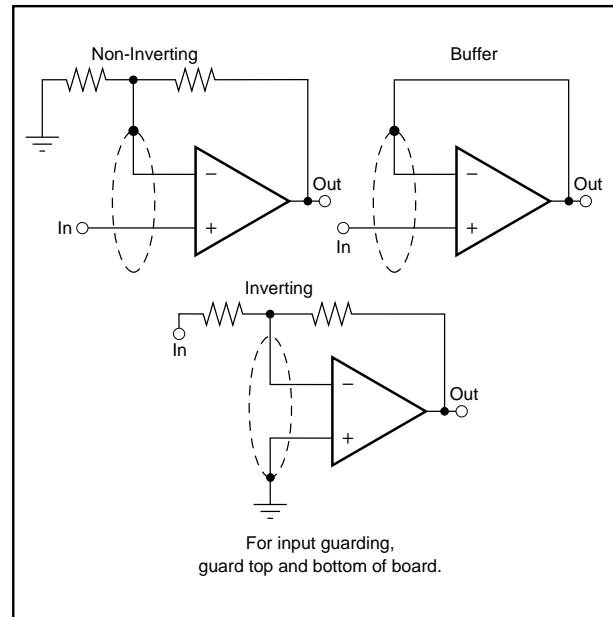 Non-Inverting
Buffer
−
+
In
Out
−
+
In
Out
Inverting
In
−
+
Out
For input guarding,
guard top and bottom of board.